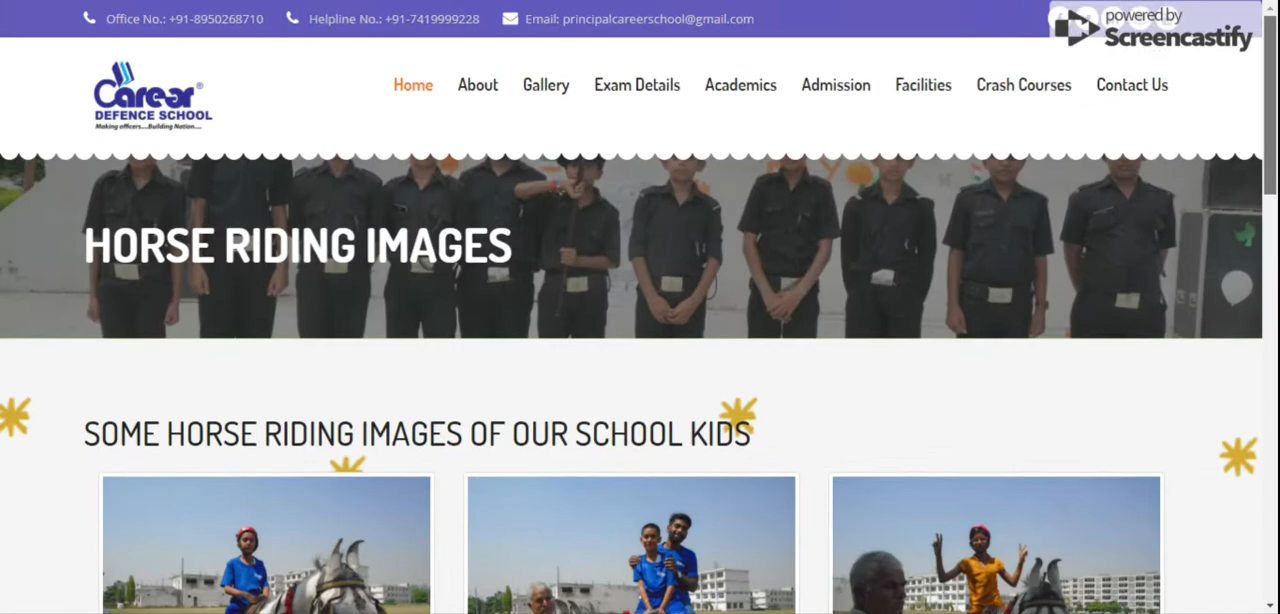 Office No.: +91-8950268710 Helpline No.: +91-7419999228 Email: principalcareerschool@gmail.com
powered by
Screencastify
Career®
DEFENCE SCHOOL
Making officers....Building Nation....
Home About Gallery Exam Details Academics Admission Facilities Crash Courses Contact Us
HORSE RIDING IMAGES
SOME HORSE RIDING IMAGES OF OUR SCHOOL KIDS